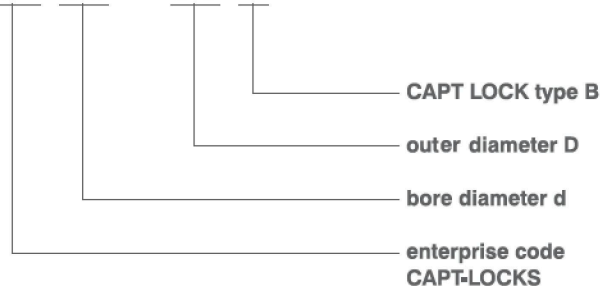 CAPT LOCK type B
outer diameter D
bore diameter d
enterprise code
CAPT-LOCKS